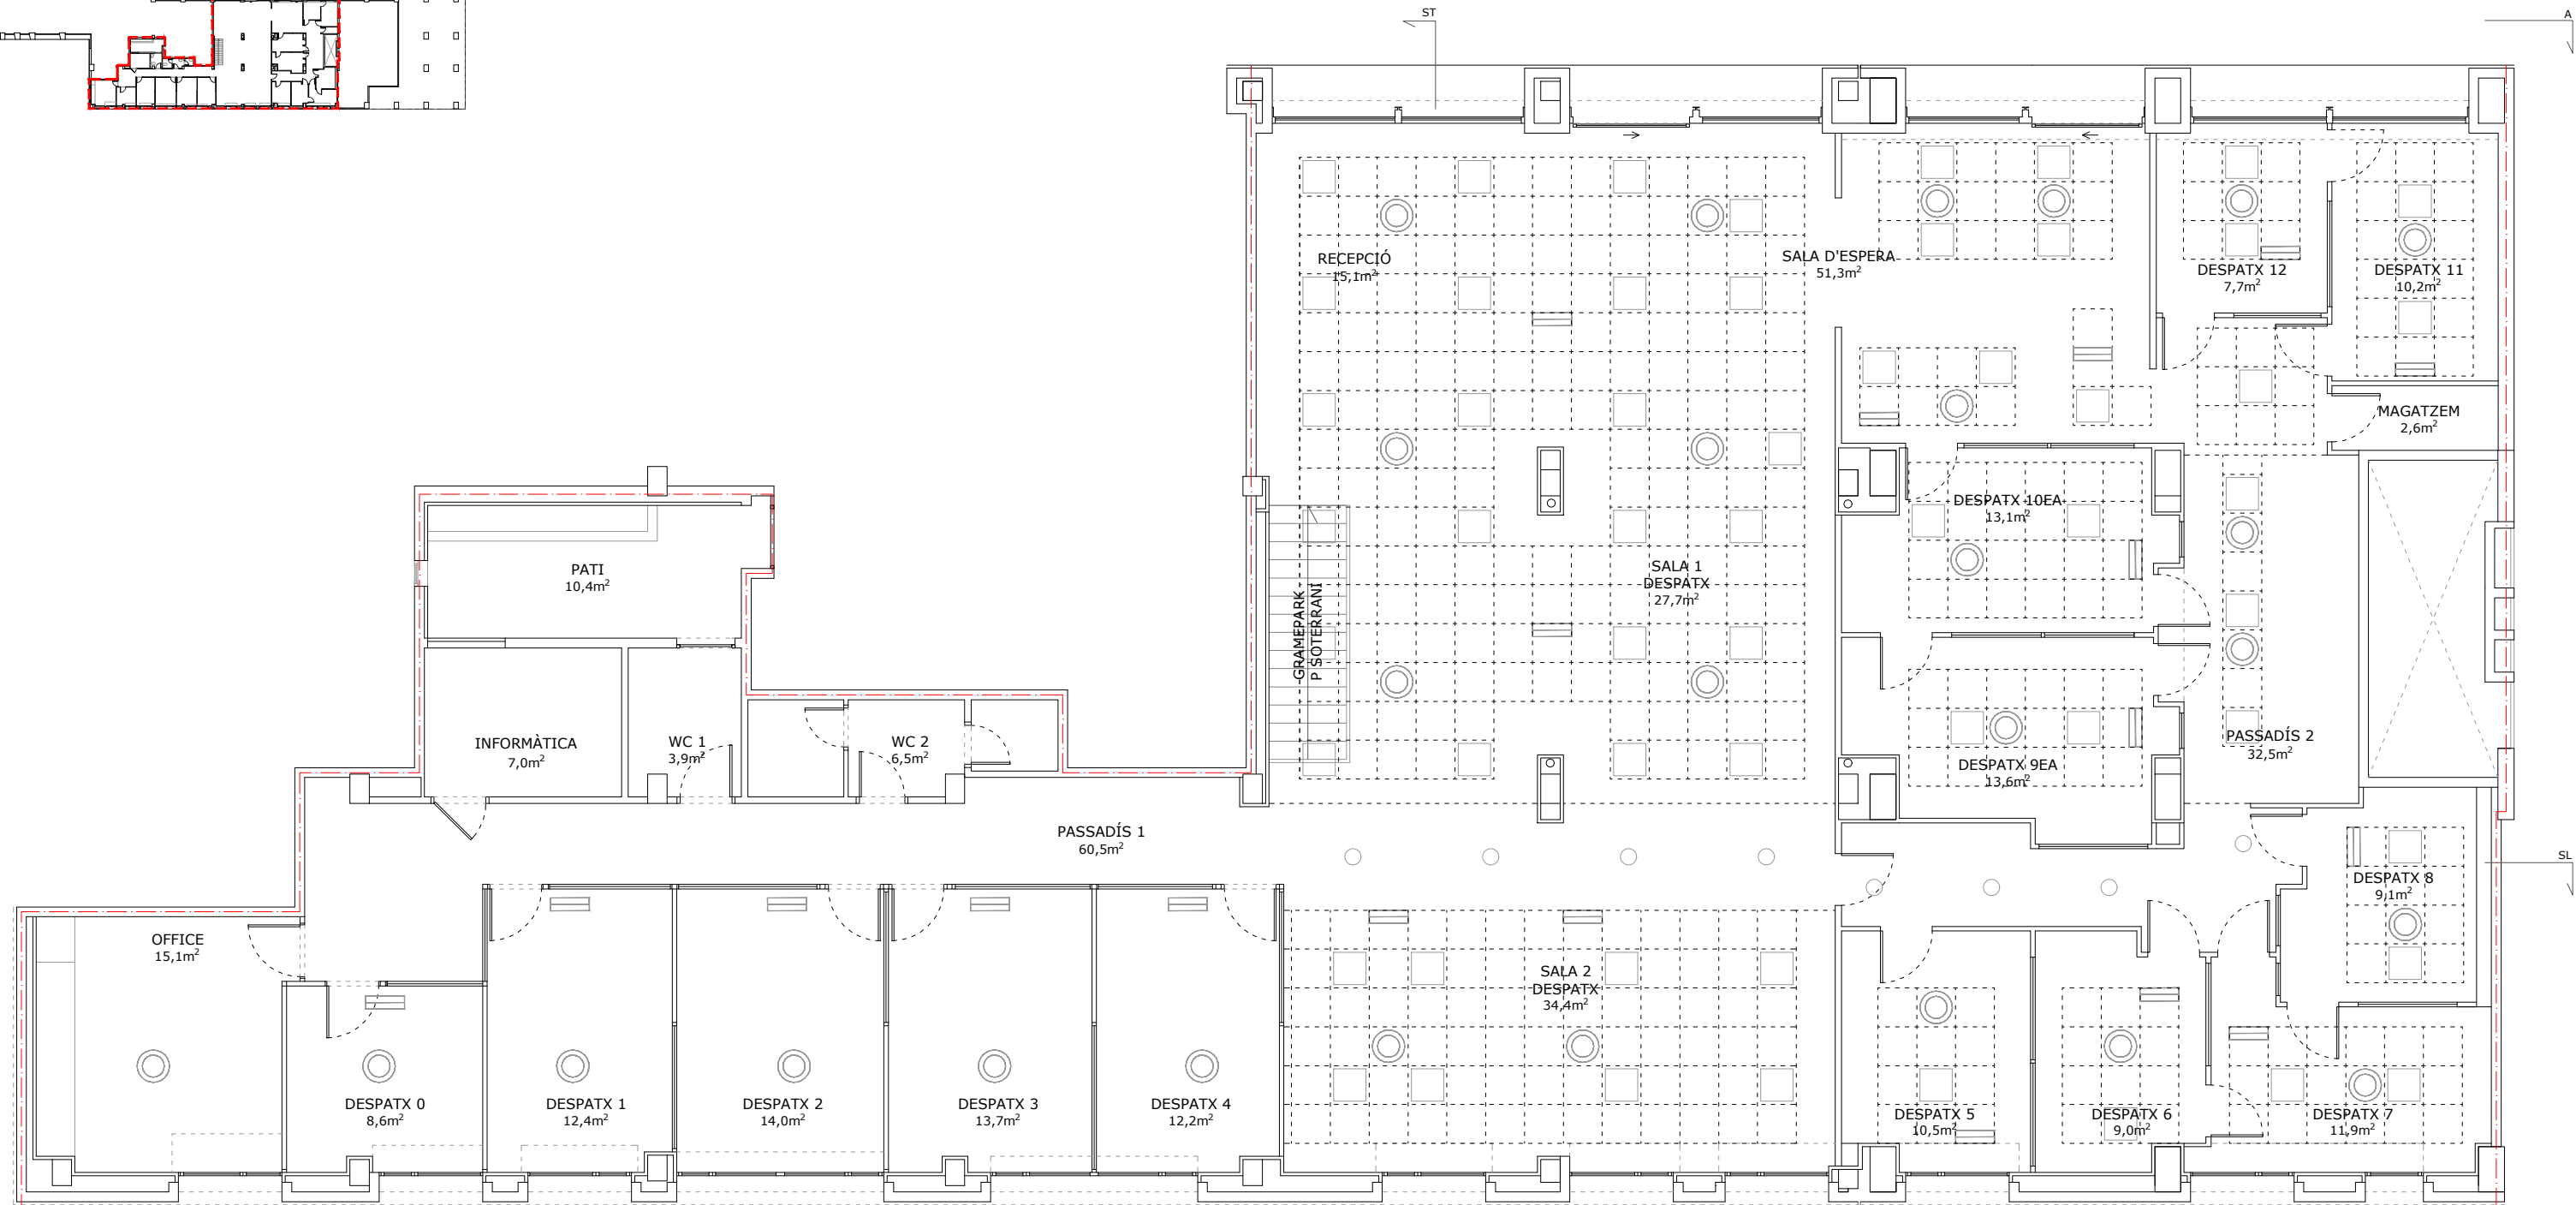 ST
A
RECEPCIÓ
15,1m²
SALA D'ESPERA
51,3m²
DESPATX 12
7,7m²
DESPATX 11
10,2m²
MAGATZEM
2,6m²
DESPATX 10EA
13,1m²
PATI
10,4m²
SALA 1
DESPATX
27,7m²
GRAMEPARK
P SOTERRANI
INFORMÀTICA
7,0m²
WC 1
3,9m²
WC 2
6,5m²
PASSADÍS 2
32,5m²
DESPATX 9EA
13,6m²
PASSADÍS 1
60,5m²
SL
DESPATX 8
9,1m²
OFFICE
15,1m²
SALA 2
DESPATX
34,4m²
DESPATX 0
8,6m²
DESPATX 1
12,4m²
DESPATX 2
14,0m²
DESPATX 3
13,7m²
DESPATX 4
12,2m²
DESPATX 5
10,5m²
DESPATX 6
9,0m²
DESPATX 7
11,9m²